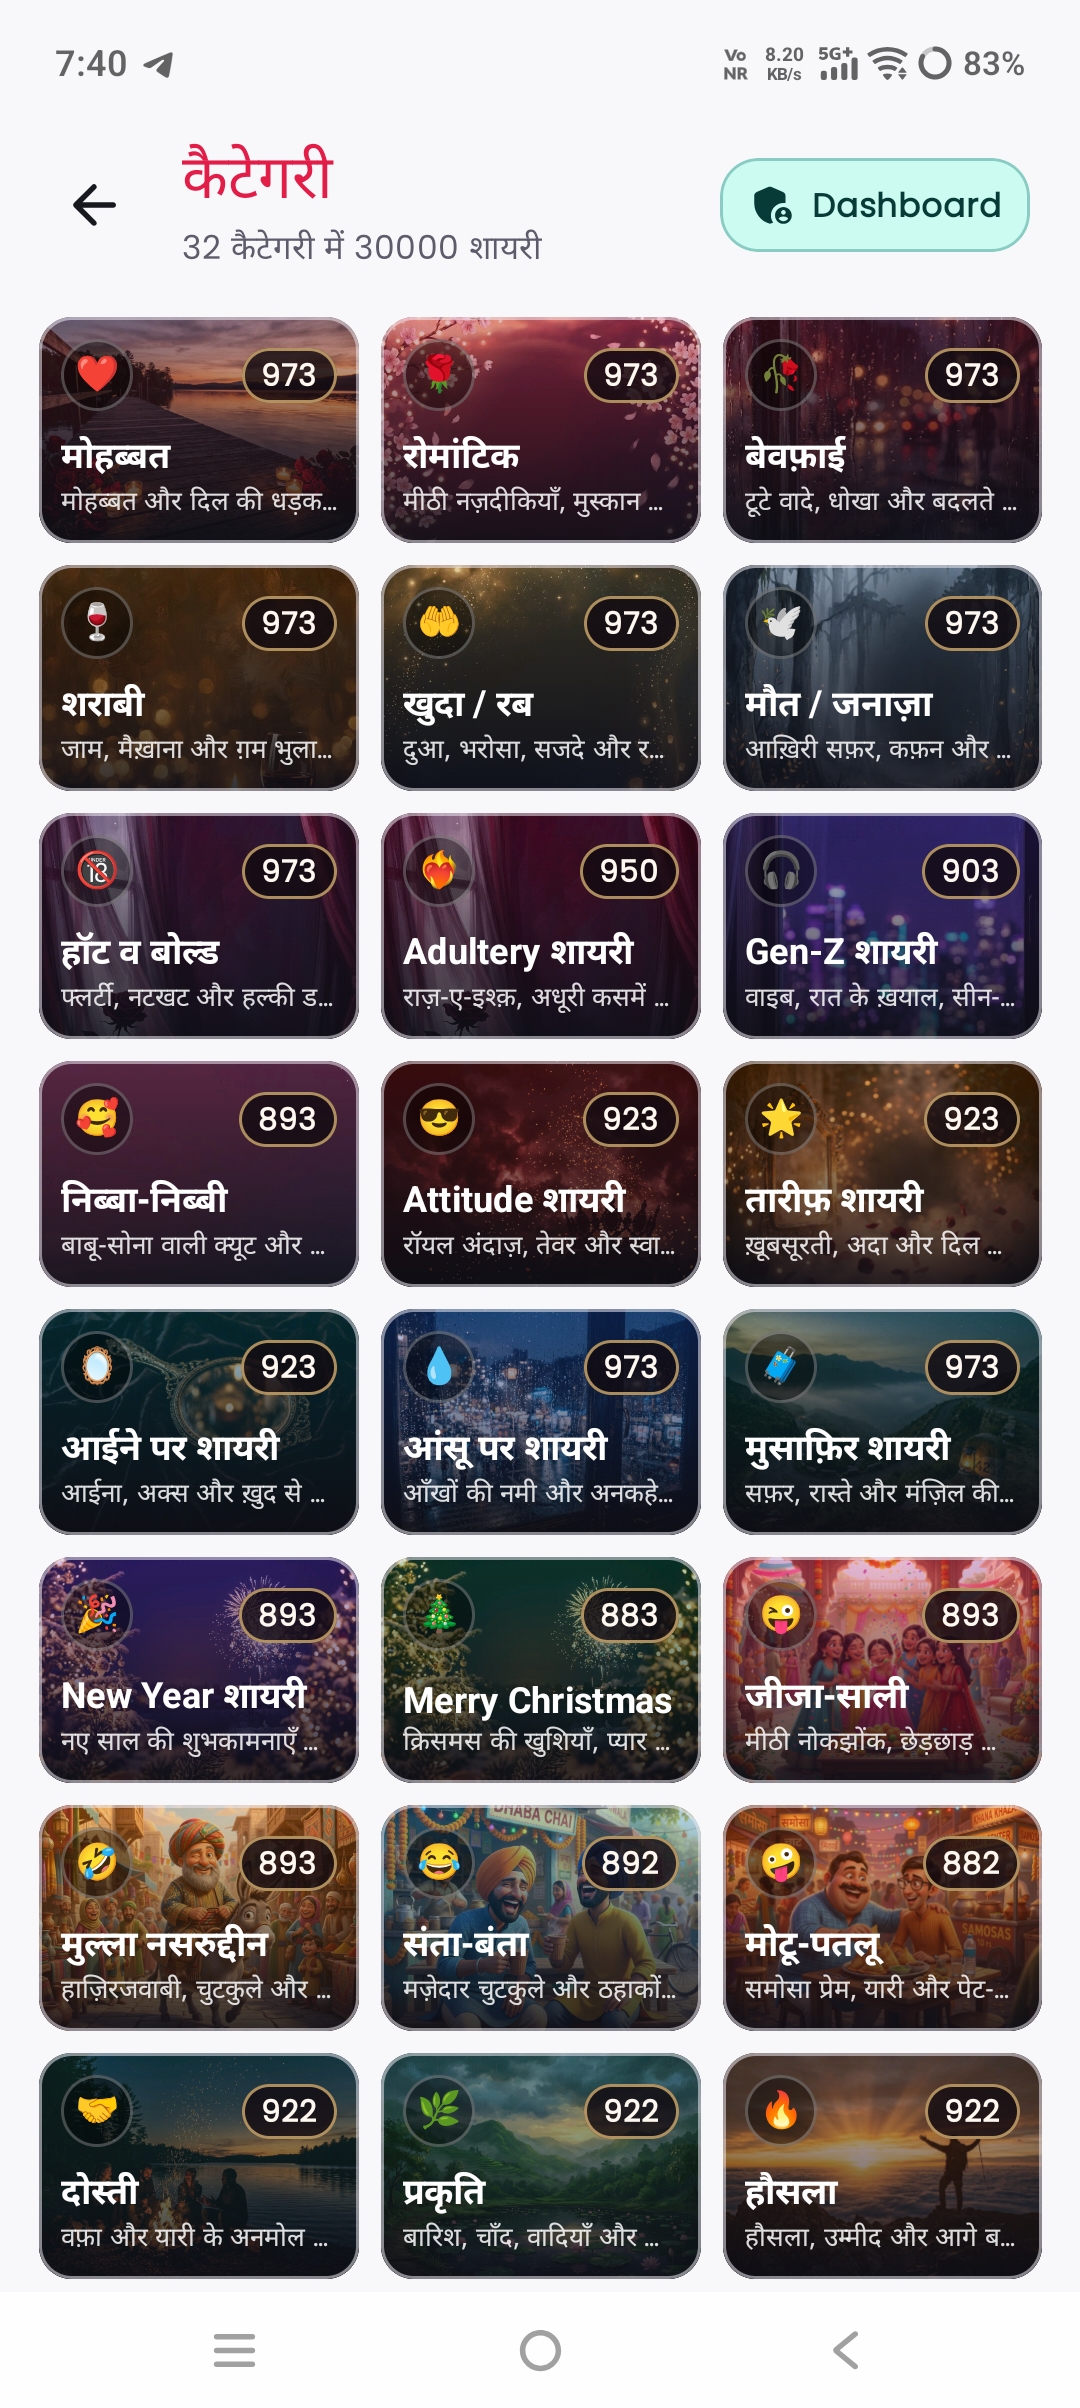 7:40
Vo NR 8.20 KB/s 5G+ 83%
कैटेगरी
32 कैटेगरी में 30000 शायरी
Dashboard
973
मोहब्बत
मोहब्बत और दिल की धड़क...
973
रोमांटिक
मीठी नज़दीकियाँ, मुस्कान ...
973
बेवफ़ाई
टूटे वादे, धोखा और बदलते ...
973
शराबी
जाम, मैख़ाना और ग़म भुला...
973
खुदा / रब
दुआ, भरोसा, सजदे और र...
973
मौत / जनाज़ा
आख़िरी सफ़र, कफ़न और ...
973
हॉट व बोल्ड
फ्लर्टी, नटखट और हल्की ड...
950
Adultery शायरी
राज़-ए-इश्क़, अधूरी कसमें ...
903
Gen-Z शायरी
वाइब, रात के ख़याल, सीन-...
893
निब्बा-निब्बी
बाबू-सोना वाली क्यूट और ...
923
Attitude शायरी
रॉयल अंदाज़, तेवर और स्वा...
923
तारीफ़ शायरी
ख़ूबसूरती, अदा और दिल ...
923
आईने पर शायरी
आईना, अक्स और ख़ुद से ...
973
आंसू पर शायरी
आँखों की नमी और अनकहे...
973
मुसाफ़िर शायरी
सफ़र, रास्ते और मंज़िल की...
893
New Year शायरी
नए साल की शुभकामनाएँ ...
883
Merry Christmas
क्रिसमस की खुशियाँ, प्यार ...
893
जीजा-साली
मीठी नोकझोंक, छेड़छाड़ ...
893
मुल्ला नसरुद्दीन
हाज़िरजवाबी, चुटकुले और ...
DHABA CHAI
892
संता-बंता
मज़ेदार चुटकुले और ठहाकों...
समोसा
882
SAMOSAS
मोटू-पतलू
समोसा प्रेम, यारी और पेट-...
922
दोस्ती
वफ़ा और यारी के अनमोल ...
922
प्रकृति
बारिश, चाँद, वादियाँ और ...
922
हौसला
हौसला, उम्मीद और आगे ब...